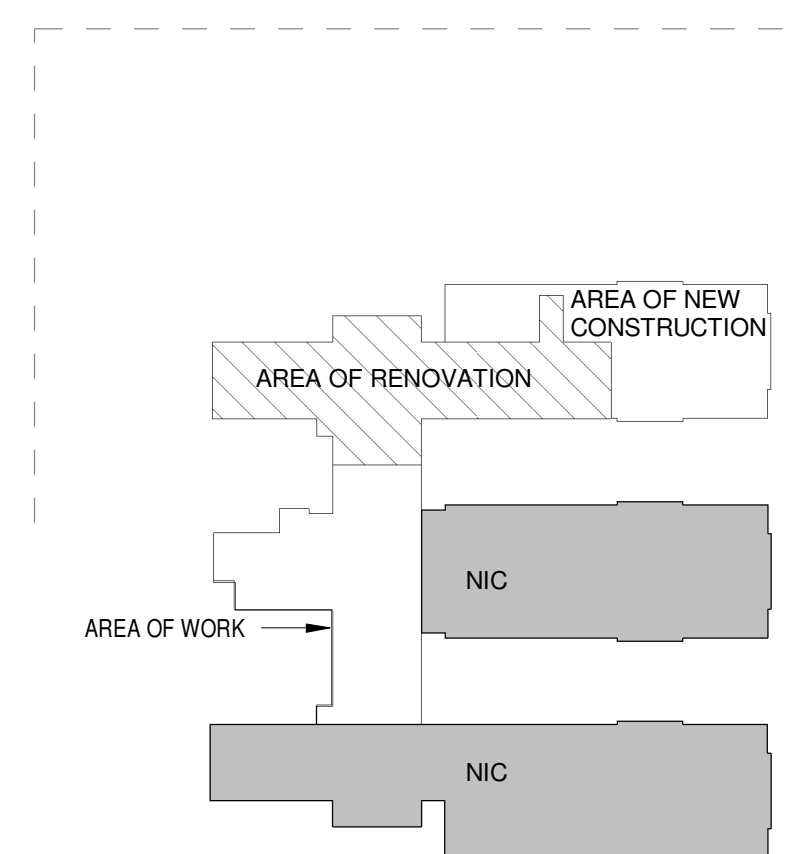 AREA OF NEW
CONSTRUCTION
AREA OF RENOVATION
NIC
AREA OF WORK
NIC